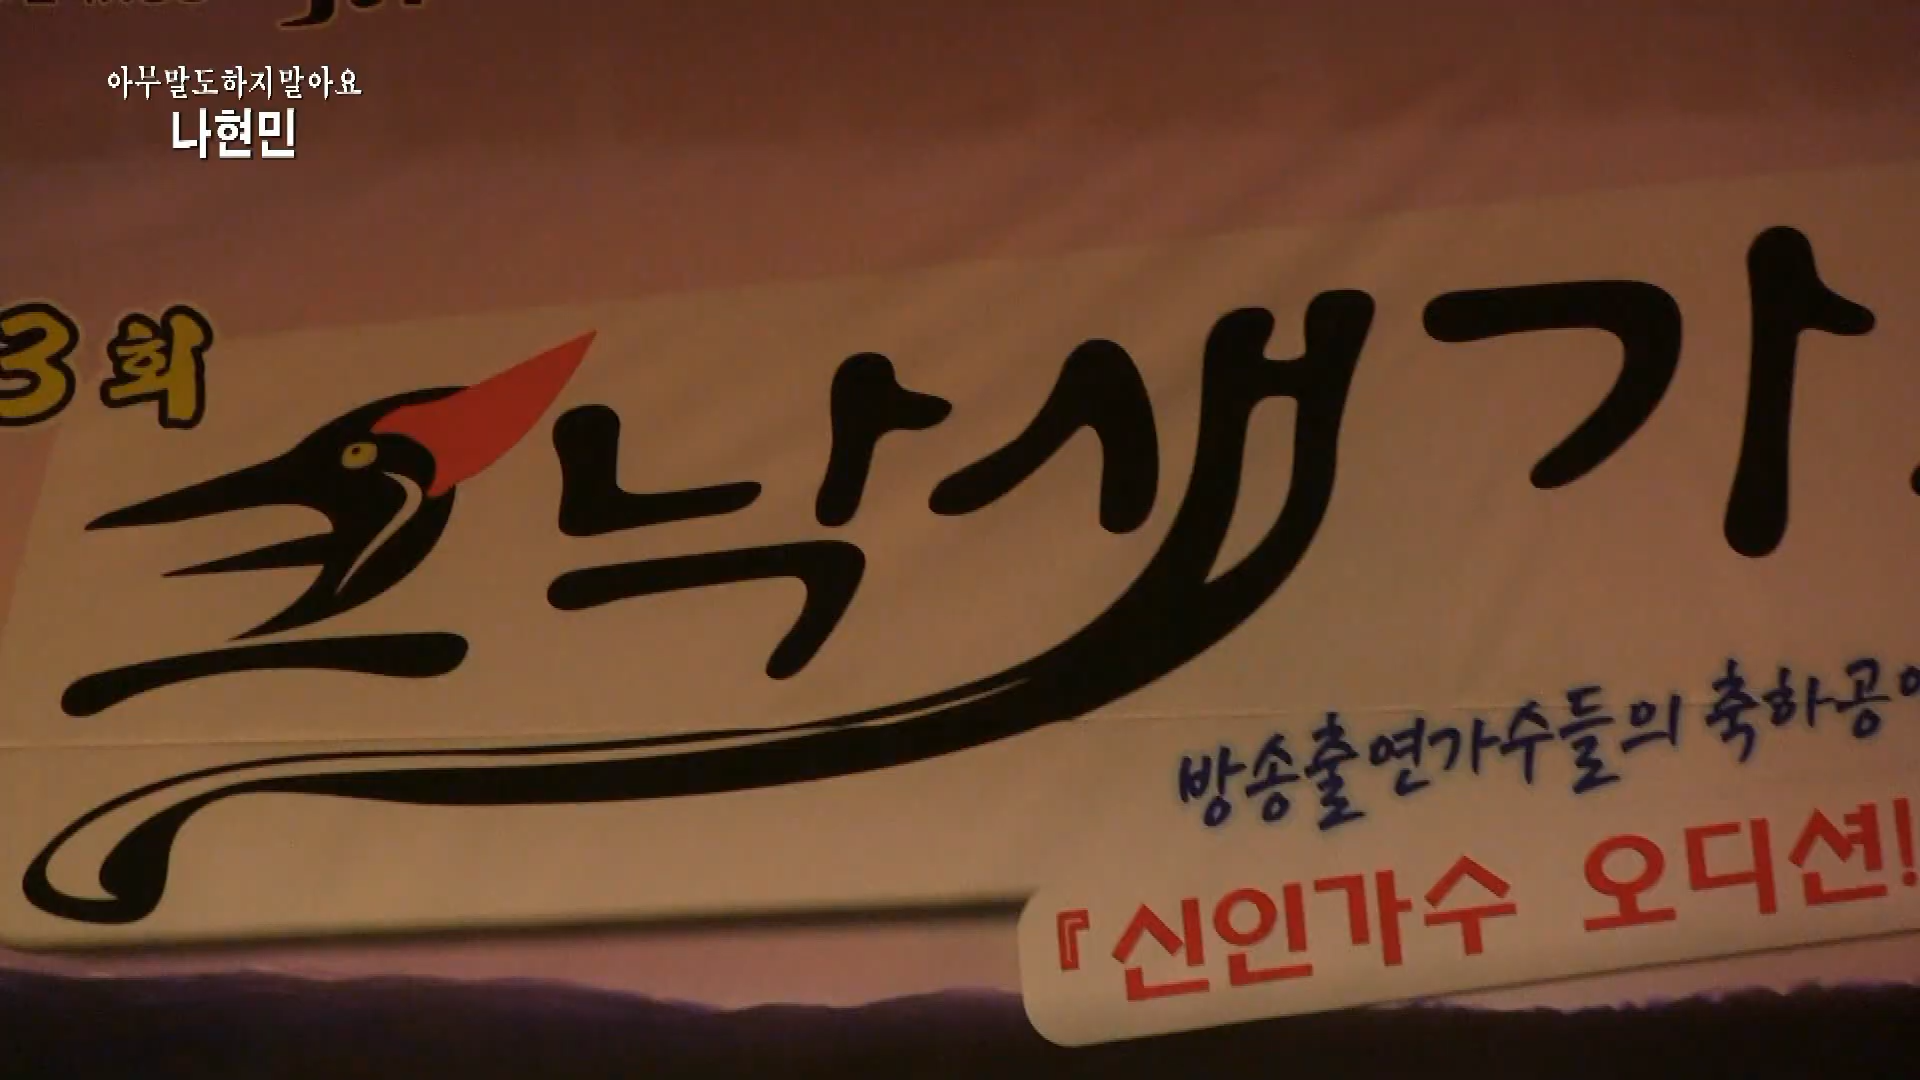 아무말도하지말아요
나현민
3회
크낙새가
방송출연가수들의 축하공
『신인가수 오디션!